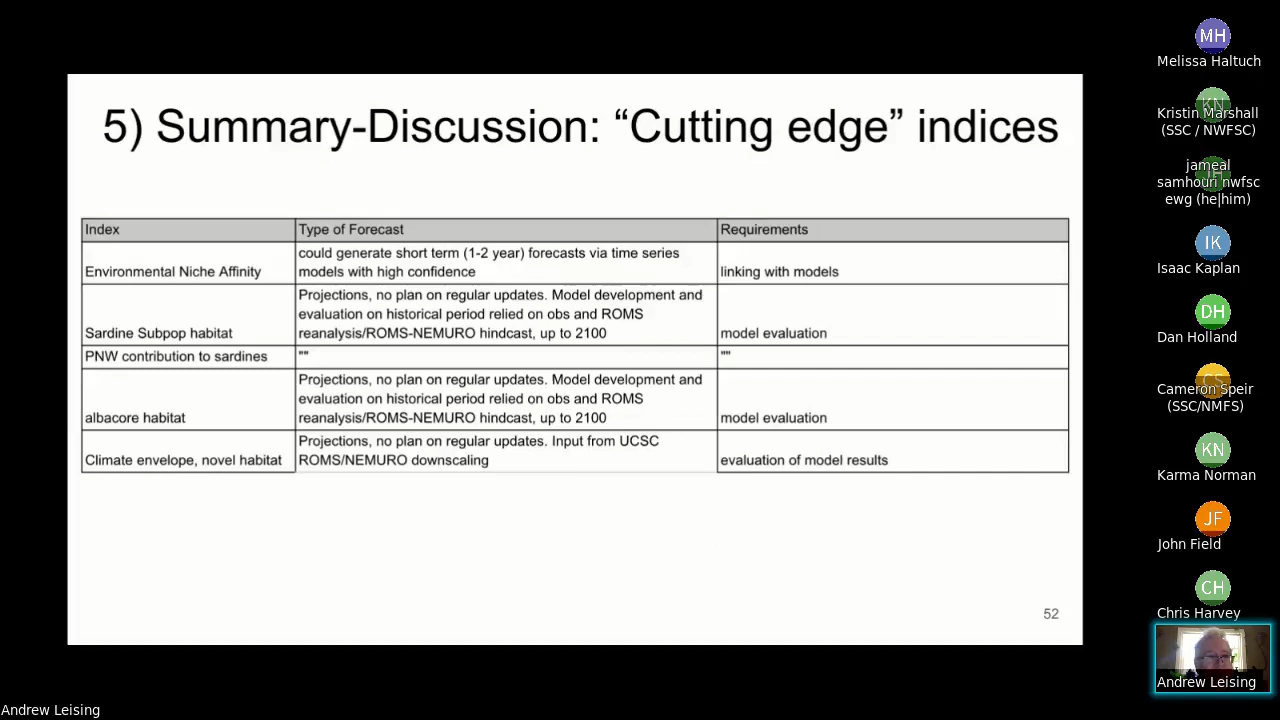 5) Summary-Discussion: “Cutting edge” indices
Index Type of Forecast Requirements
Environmental Niche Affinity could generate short term (1-2 year) forecasts via time series
models with high confidence linking with models
Sardine Subpop habitat Projections, no plan on regular updates. Model development and
evaluation on historical period relied on obs and ROMS
reanalysis/ROMS-NEMURO hindcast, up to 2100 model evaluation
PNW contribution to sardines "" ""
albacore habitat Projections, no plan on regular updates. Model development and
evaluation on historical period relied on obs and ROMS
reanalysis/ROMS-NEMURO hindcast, up to 2100 model evaluation
Climate envelope, novel habitat Projections, no plan on regular updates. Input from UCSC
ROMS/NEMURO downscaling evaluation of model results
52
MH
Melissa Haltuch
KN
Kristin Marshall
(SSC / NWFSC)
JH
jameal
samhouri nwfsc
ewg (he|him)
IK
Isaac Kaplan
DH
Dan Holland
CS
Cameron Speir
(SSC/NMFS)
KN
Karma Norman
JF
John Field
CH
Chris Harvey
Andrew Leising
Andrew Leising